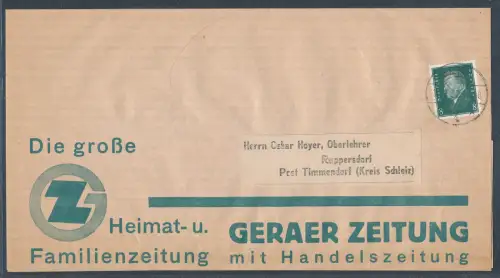 Die große
Herrn Oskar Hoyer, Oberlehrer
Ruppersdorf
Post Timmendorf (Kreis Schleiz)
Heimat- u.
Familienzeitung
GERAER ZEITUNG
mit Handelszeitung